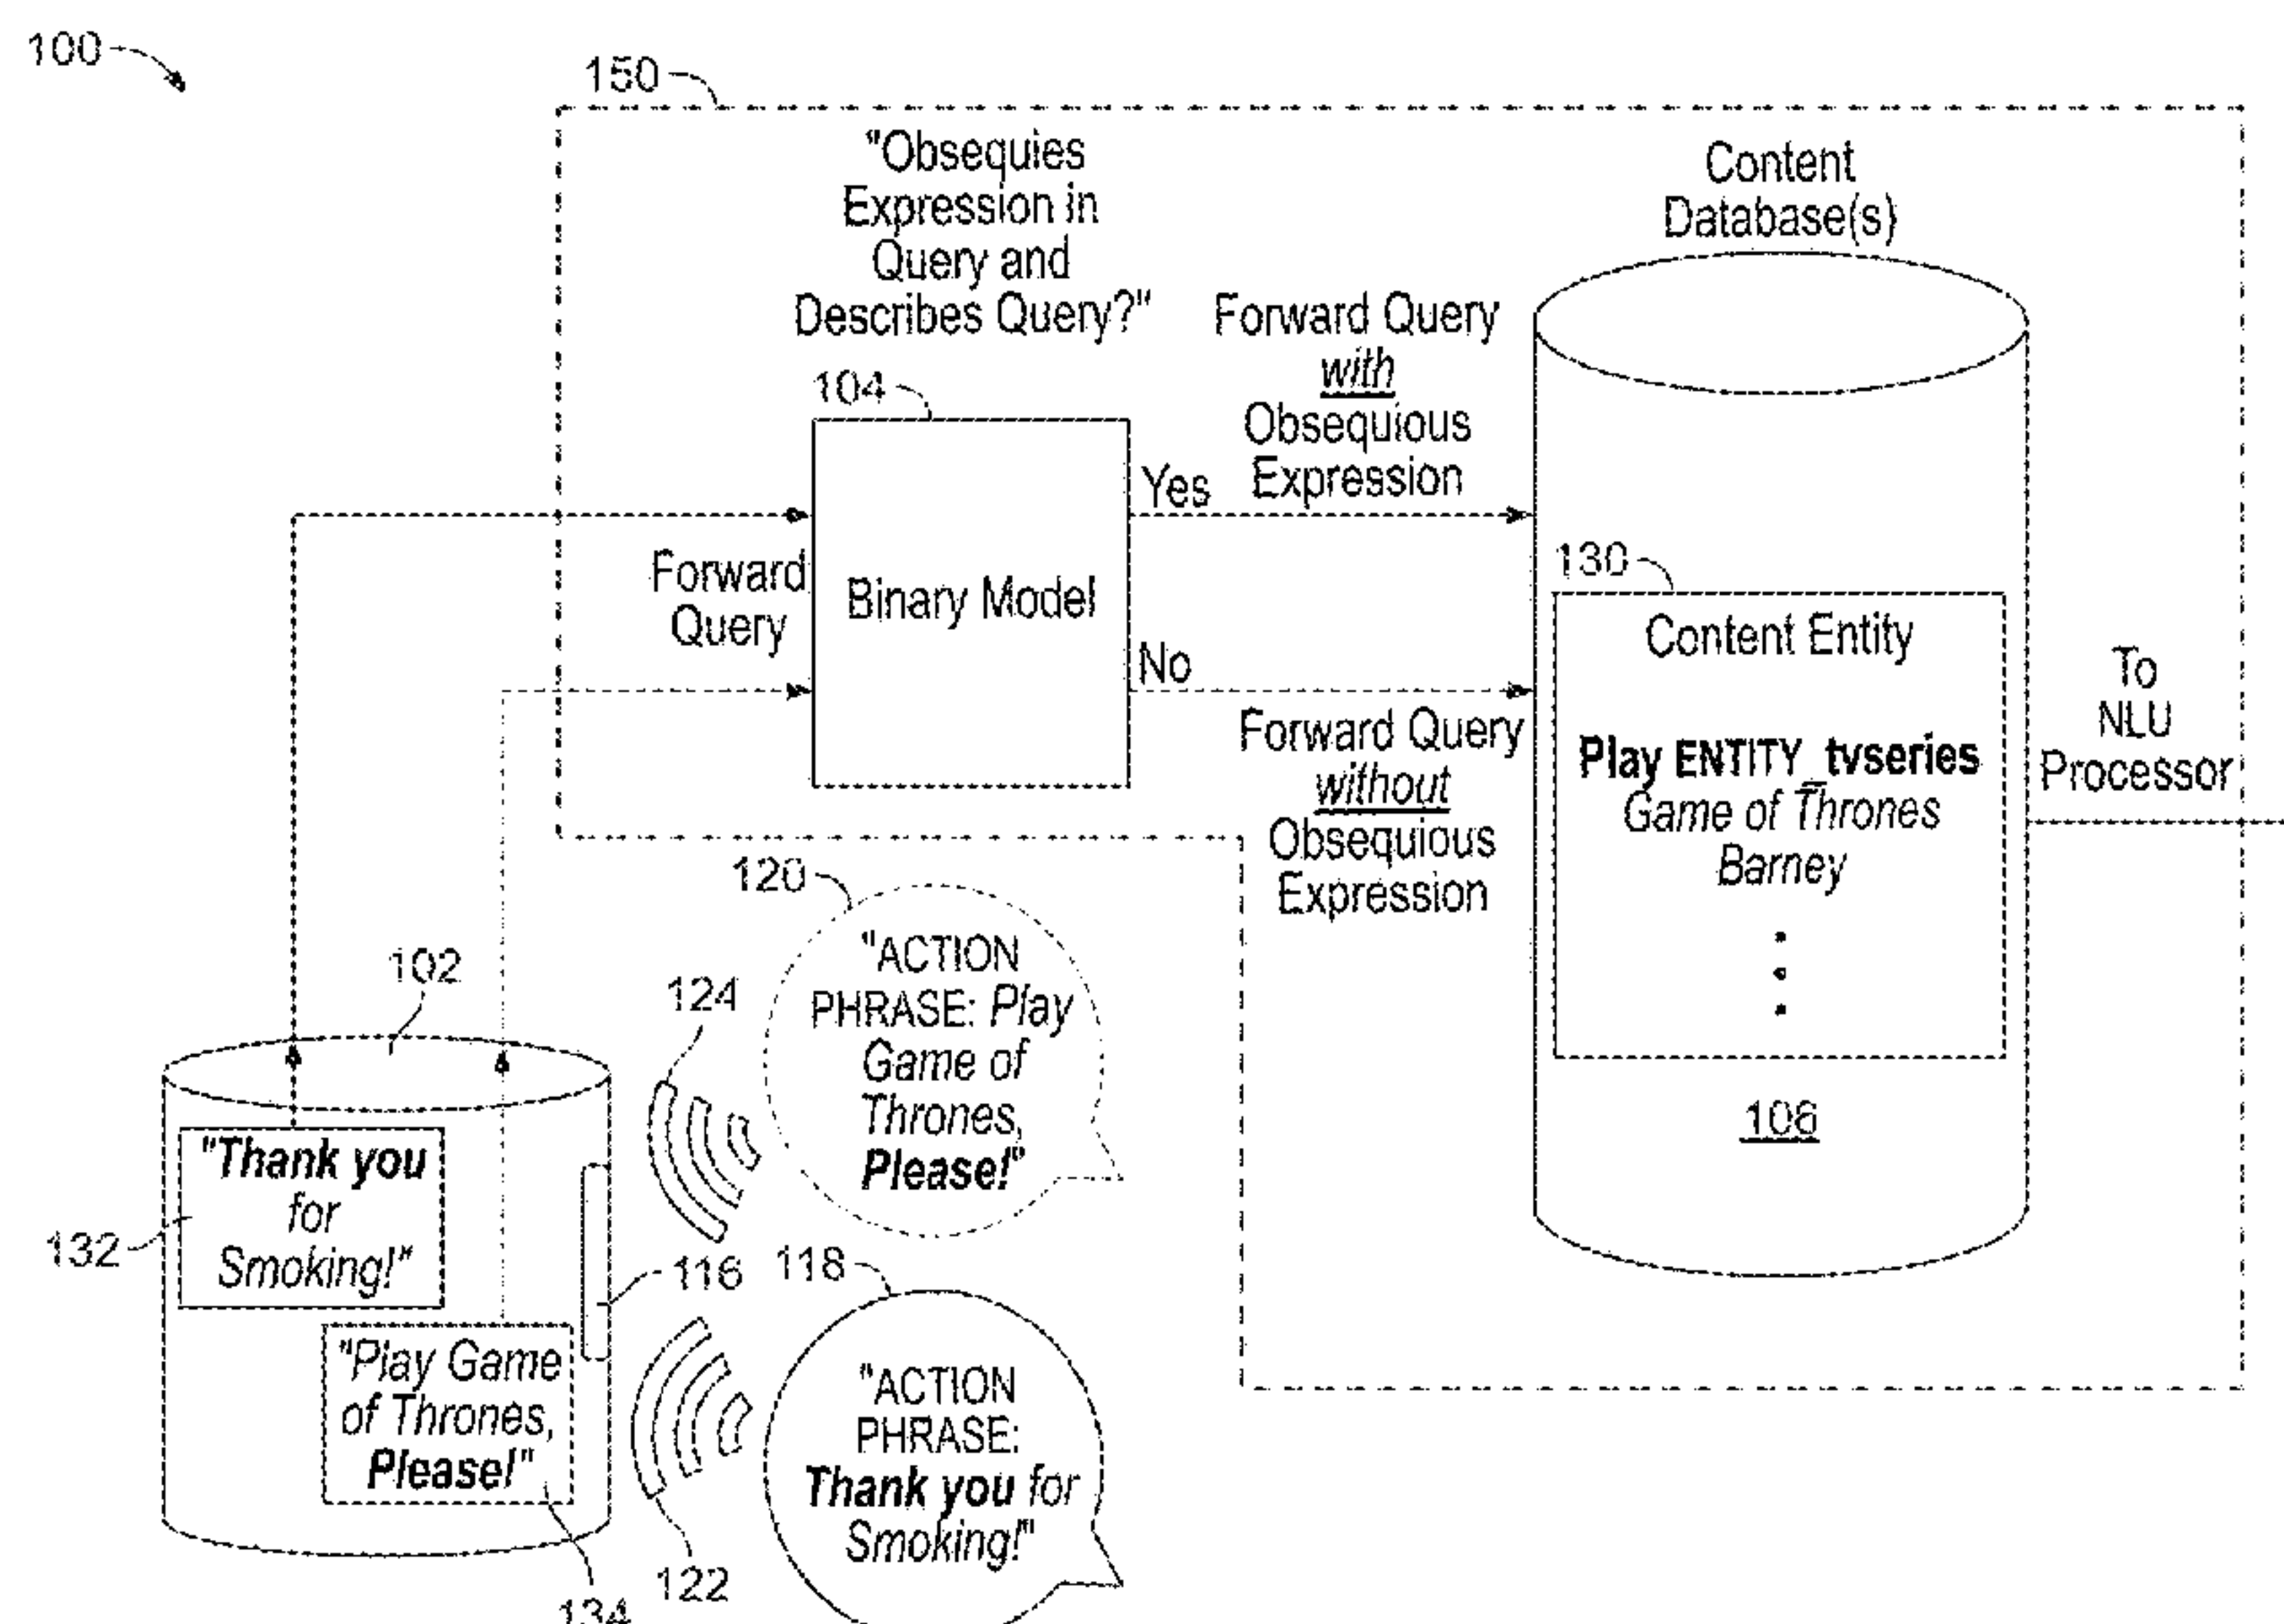 100
150
"Obsequies
Expression in
Query and
Describes Query?"
Content
Database(s)
Forward Query
with
Obsequious
Expression
104
Yes
Forward
Query
Binary Model
No
130
Content Entity
Play ENTITY_tvseries
Game of Thrones
Barney
To
NLU
Processor
Forward Query
without
Obsequious
Expression
106
120
"ACTION
PHRASE: Play
Game of
Thrones,
Please!"
102
124
"Thank you
for
Smoking!"
132
116
118
"Play Game
of Thrones,
Please!"
"ACTION
PHRASE:
Thank you for
Smoking!"
122
134